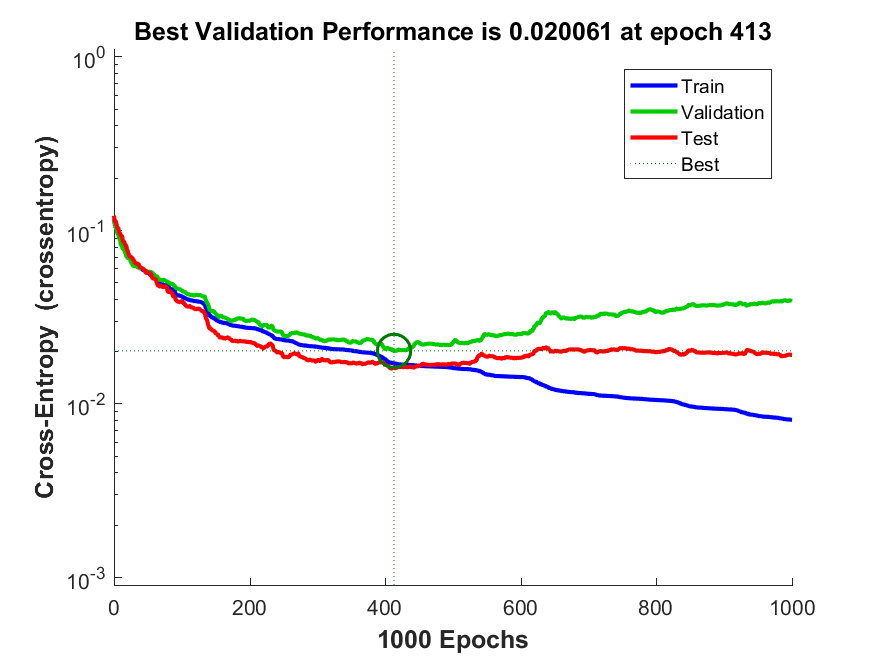 Best Validation Performance is 0.020061 at epoch 413
Cross-Entropy (crossentropy)
10^0
10^-1
10^-2
10^-3
Train
Validation
Test
Best
0 200 400 600 800 1000
1000 Epochs